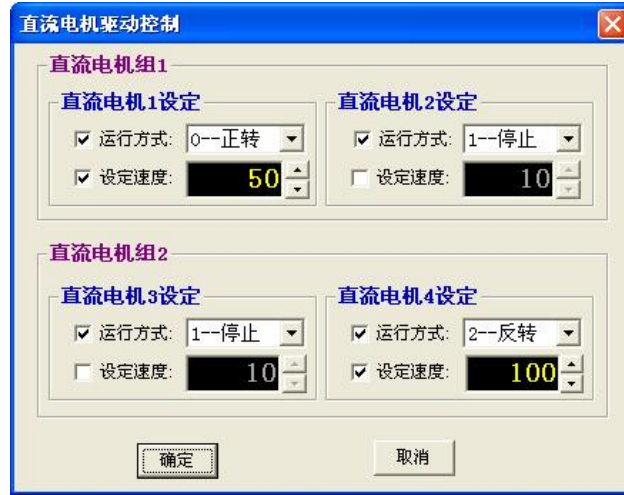 直流电机驱动控制
直流电机组1
直流电机1设定
直流电机2设定
运行方式: 0--正转
运行方式: 1--停止
设定速度: 50
设定速度: 10
直流电机组2
直流电机3设定
直流电机4设定
运行方式: 1--停止
运行方式: 2--反转
设定速度: 10
设定速度: 100
确定
取消